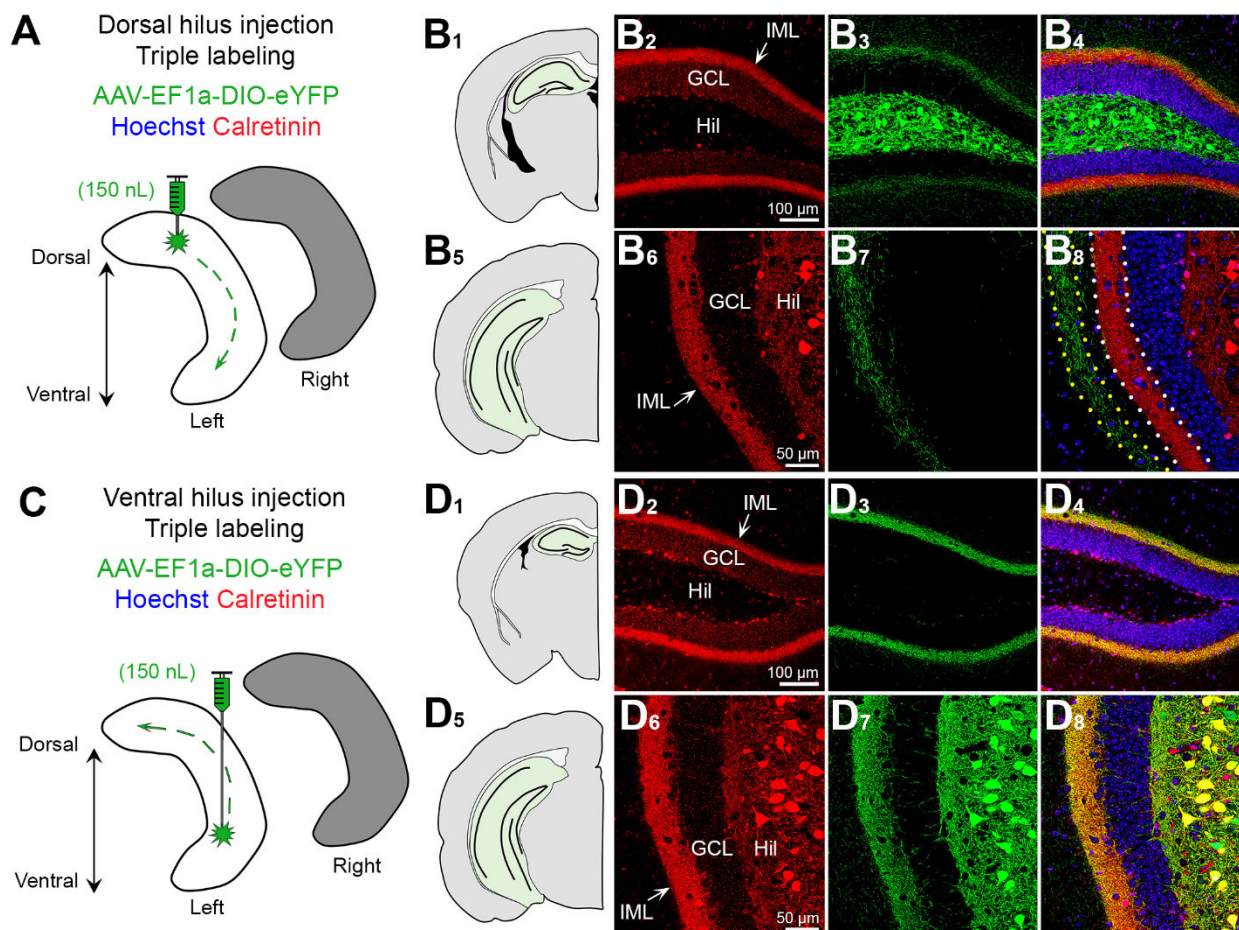 A
Dorsal hilus injection
Triple labeling
AAV-EF1a-DIO-eYFP
Hoechst Calretinin
(150 nL)
Dorsal
Ventral
Left
Right
B1
B2
IML
GCL
Hil
100 µm
B3
B4
B5
B6
GCL
Hil
IML
50 µm
B7
B8
C
Ventral hilus injection
Triple labeling
AAV-EF1a-DIO-eYFP
Hoechst Calretinin
(150 nL)
Dorsal
Ventral
Left
Right
D1
D2
IML
GCL
Hil
100 µm
D3
D4
D5
D6
GCL
Hil
IML
50 µm
D7
D8